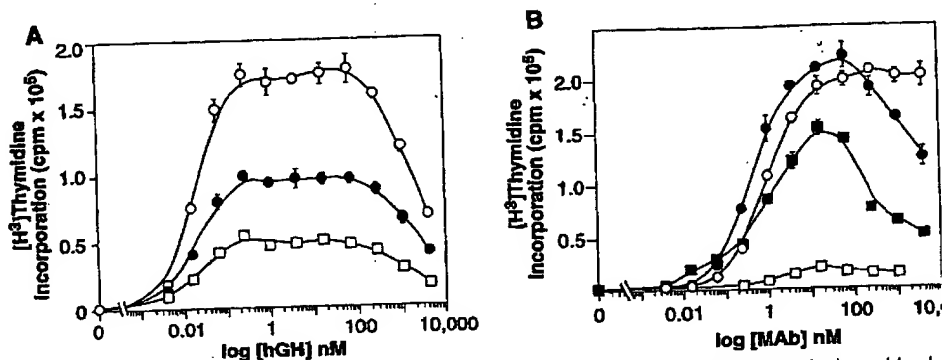 A
2.0
1.5
1.0
0.5
0
[H³]Thymidine
Incorporation (cpm x 10⁵)
0
0.01
1
100
10,000
log [hGH] nM
B
2.0
1.5
1.0
0.5
[H³]Thymidine
Incorporation (cpm x 10⁵)
0
0.01
1
100
10,0
log [MAb] nM